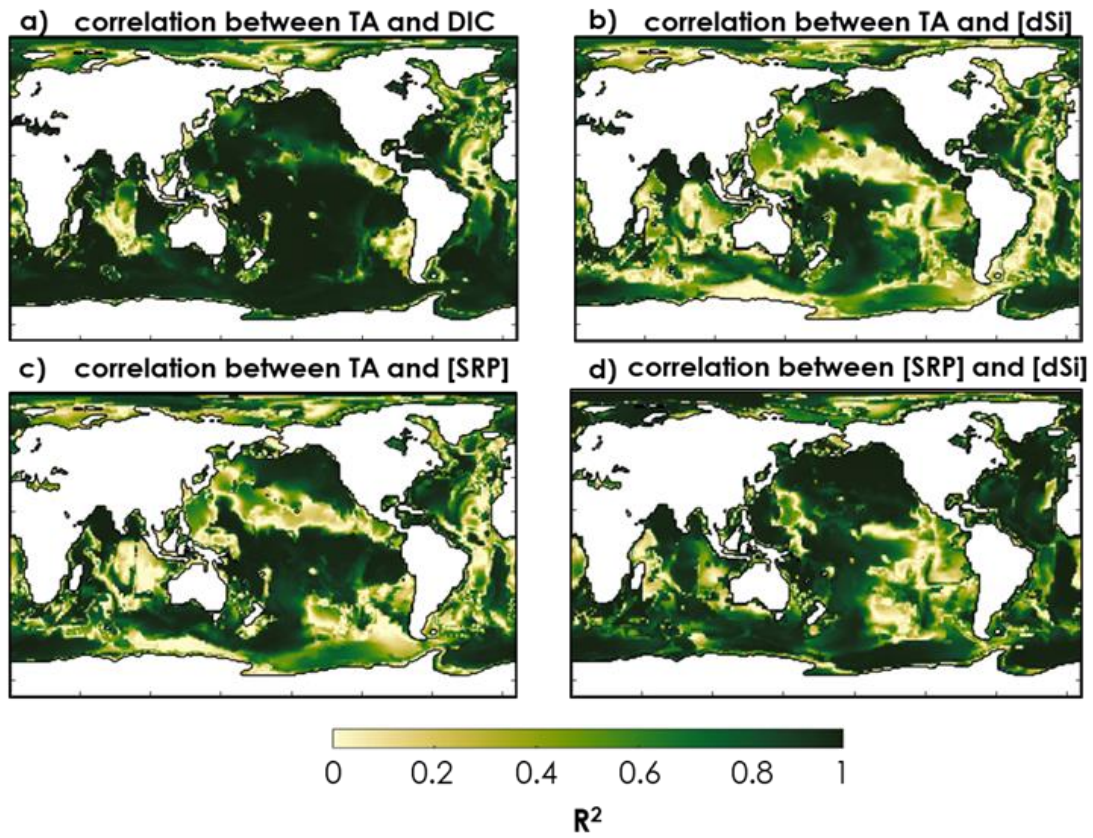 a) correlation between TA and DIC
b) correlation between TA and [dSi]
c) correlation between TA and [SRP]
d) correlation between [SRP] and [dSi]
0 0.2 0.4 0.6 0.8 1
R²